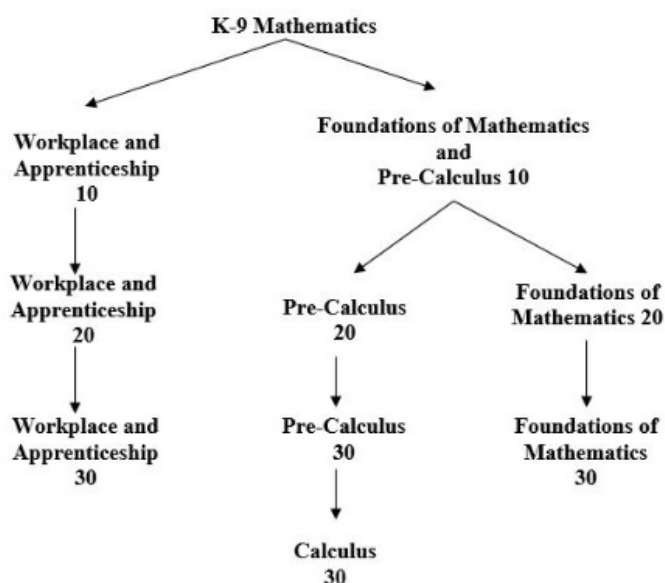 K-9 Mathematics
Workplace and
Apprenticeship
10
Foundations of Mathematics
and
Pre-Calculus 10
Workplace and
Apprenticeship
20
Pre-Calculus
20
Foundations of
Mathematics 20
Workplace and
Apprenticeship
30
Pre-Calculus
30
Foundations of
Mathematics
30
Calculus
30